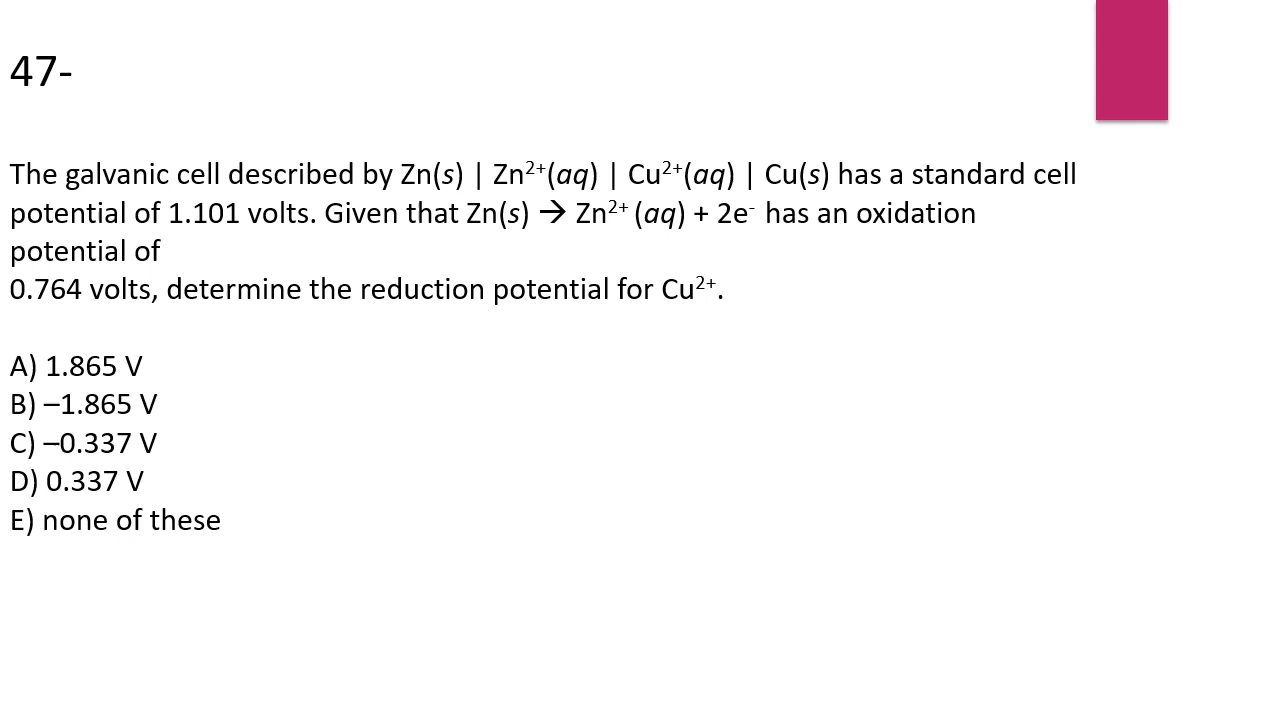 47-
The galvanic cell described by Zn(s) | Zn²⁺(aq) | Cu²⁺(aq) | Cu(s) has a standard cell
potential of 1.101 volts. Given that Zn(s) → Zn²⁺ (aq) + 2e⁻ has an oxidation
potential of
0.764 volts, determine the reduction potential for Cu²⁺.
A) 1.865 V
B) –1.865 V
C) –0.337 V
D) 0.337 V
E) none of these